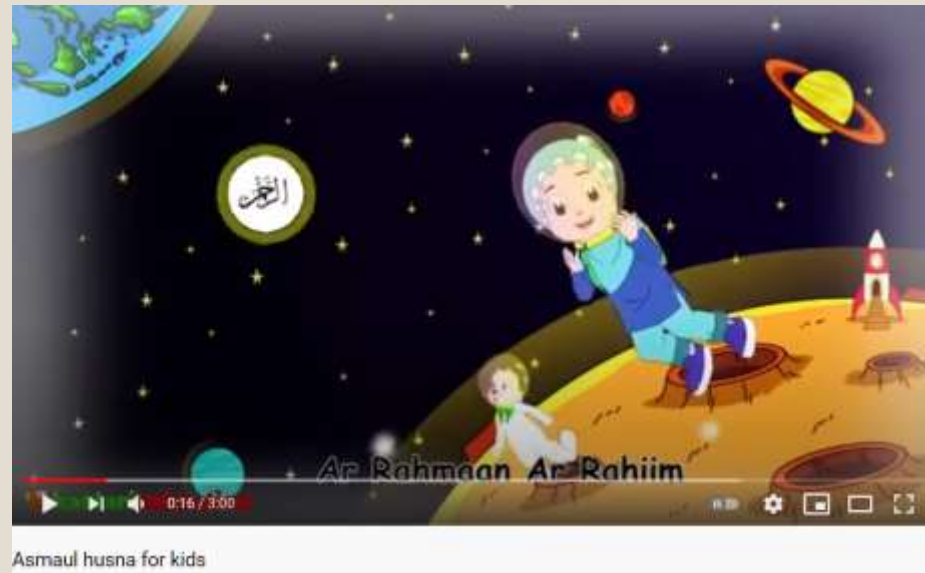 الرحمن
Ar Rahmaan Ar Rahiim
0:16 / 3:00
Asmaul husna for kids